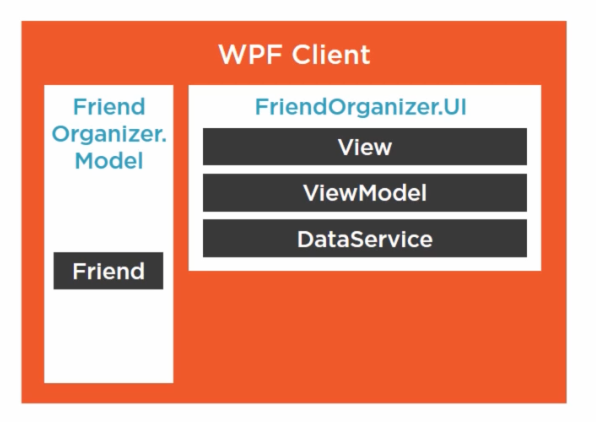 WPF Client
Friend
Organizer.
Model
Friend
FriendOrganizer.UI
View
ViewModel
DataService